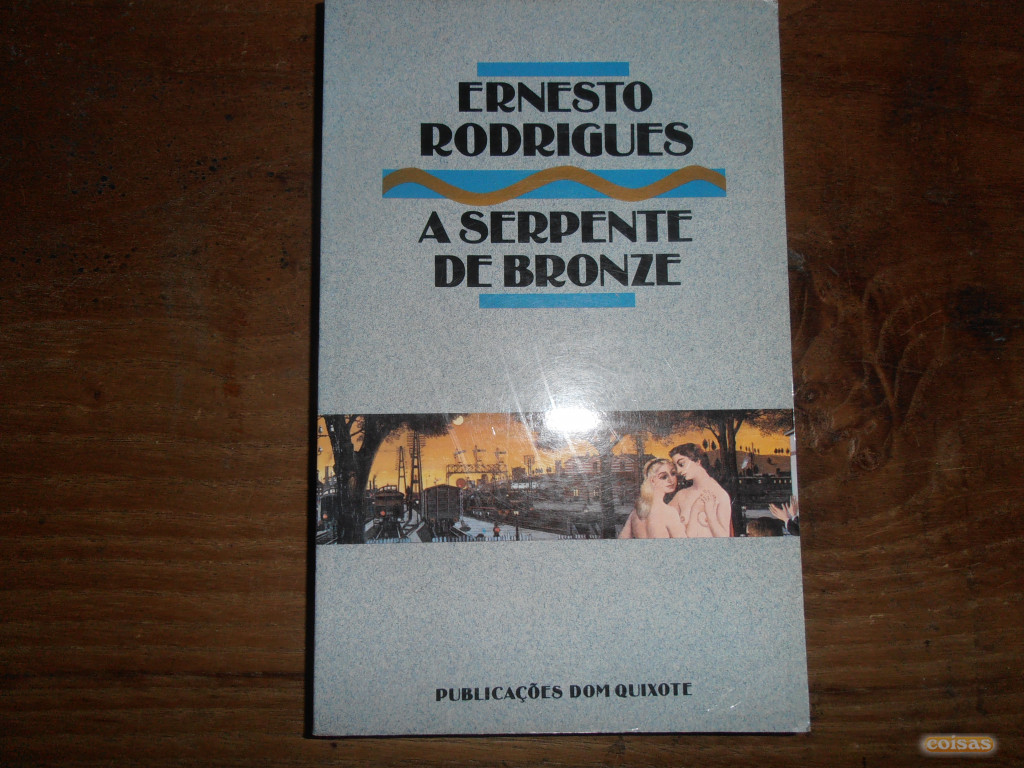 ERNESTO
RODRIGUES
A SERPENTE
DE BRONZE
PUBLICAÇÕES DOM QUIXOTE
coisas